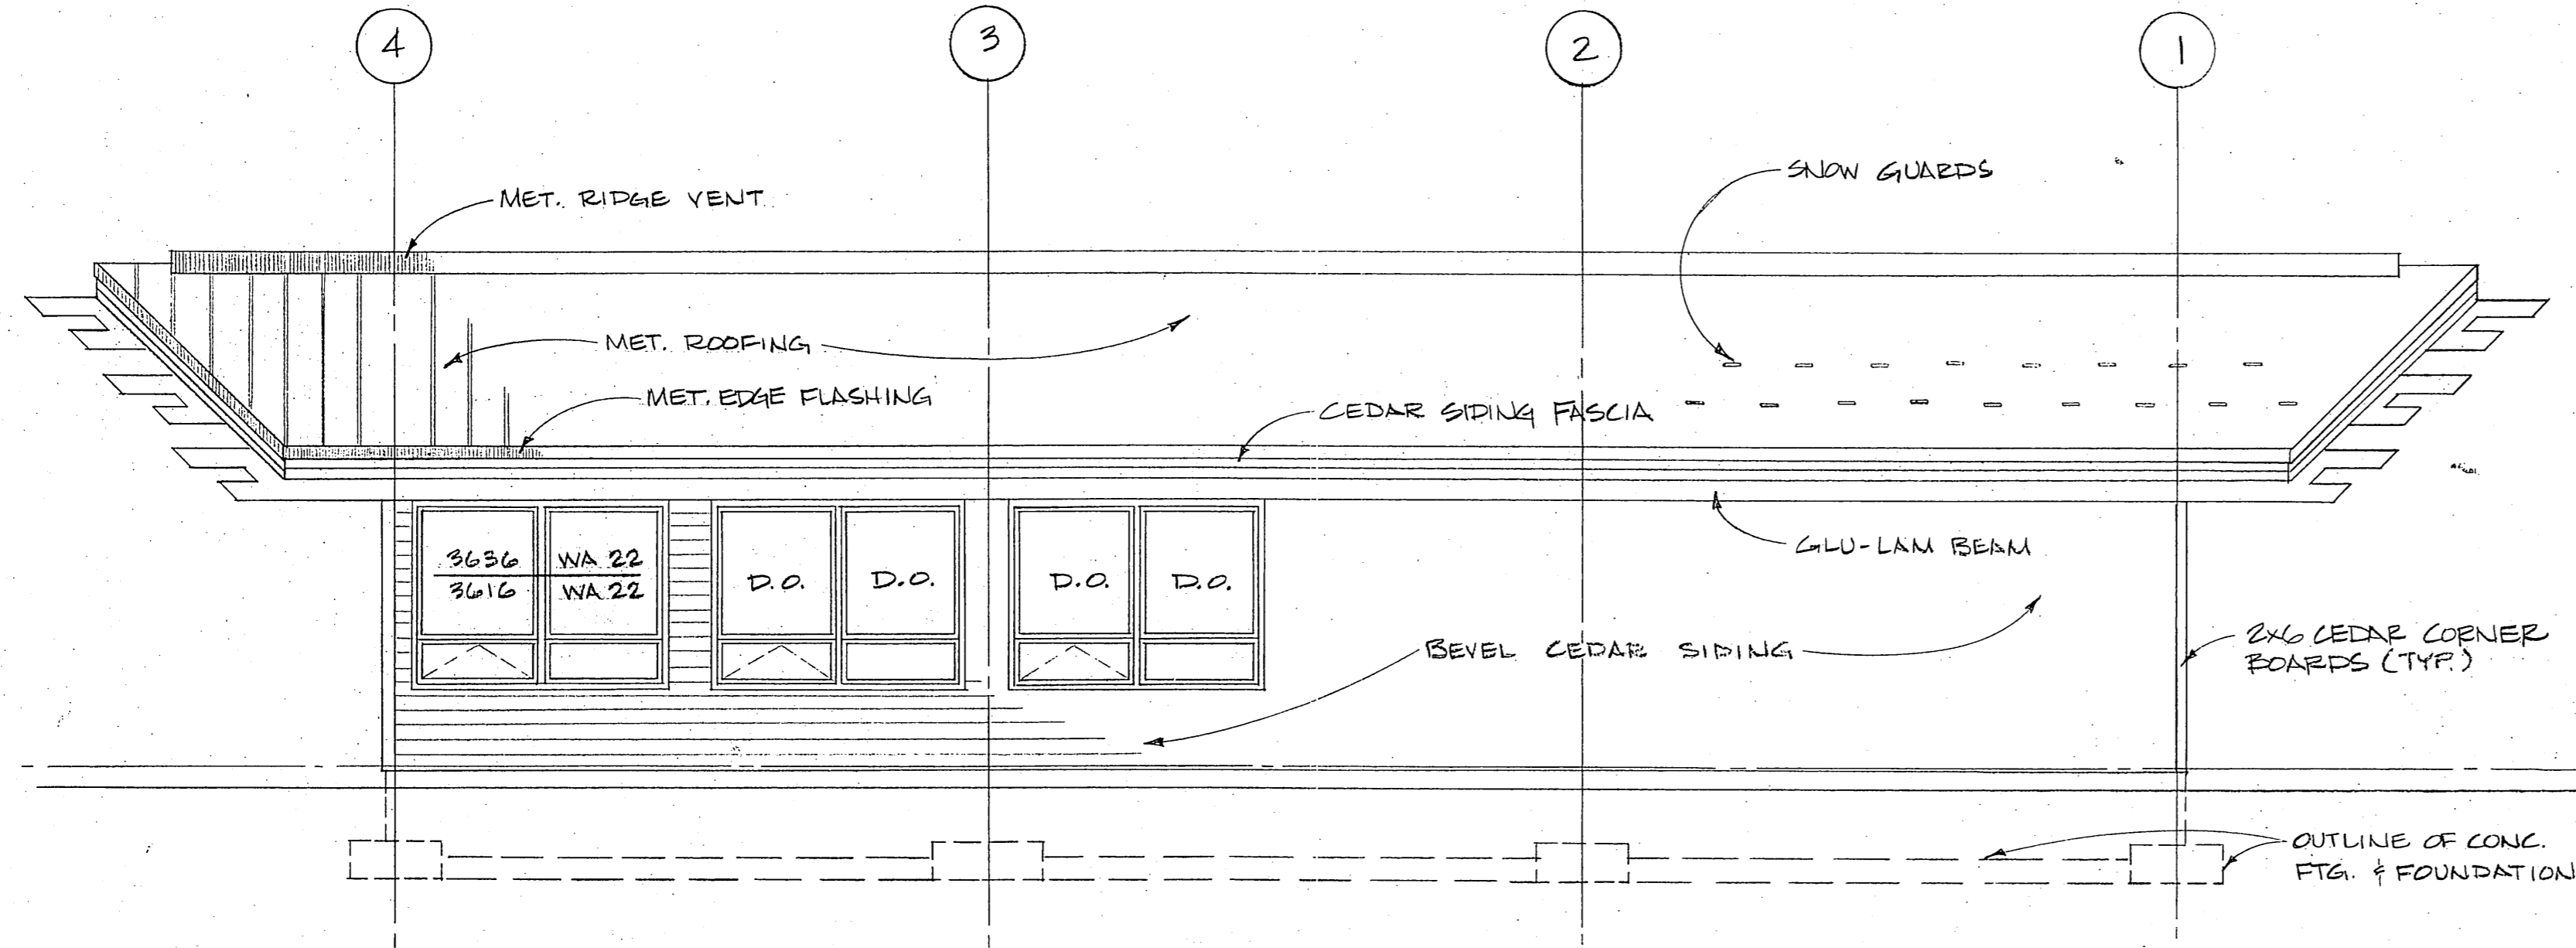 4
3
2
1
SNOW GUARDS
MET. RIDGE VENT
MET. ROOFING
MET. EDGE FLASHING
CEDAR SIDING FASCIA
GLU-LAM BEAM
3636 WA 22
3616 WA 22
D.O. D.O.
D.O. D.O.
BEVEL CEDAR SIDING
2X6 CEDAR CORNER
BOARDS (TYP.)
OUTLINE OF CONC.
FTG. & FOUNDATION